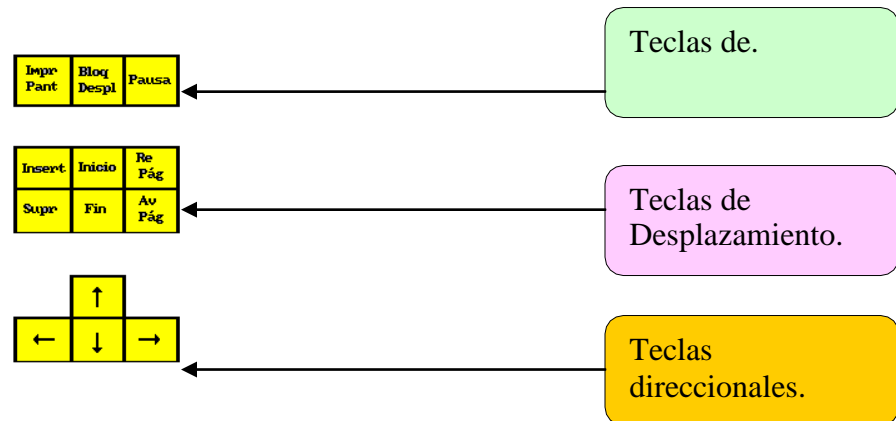 Teclas de.
Impr Bloq Pausa
Pant Despl
Insert Inicio Re Pág
Supr Fin Av Pág
Teclas de
Desplazamiento.
↑
← ↓ →
Teclas
direccionales.